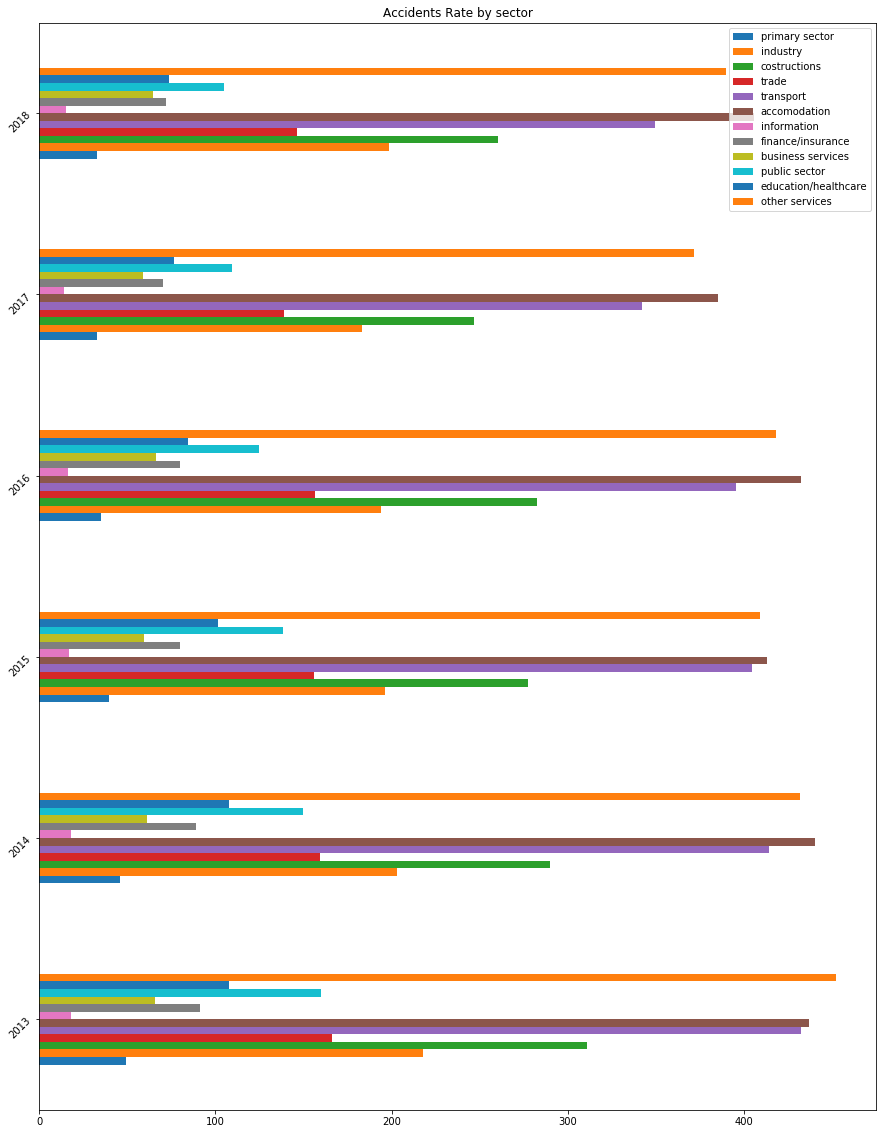 Accidents Rate by sector
primary sector
industry
costructions
trade
transport
accomodation
information
finance/insurance
business services
public sector
education/healthcare
other services
2018
2017
2016
2015
2014
2013
0 100 200 300 400